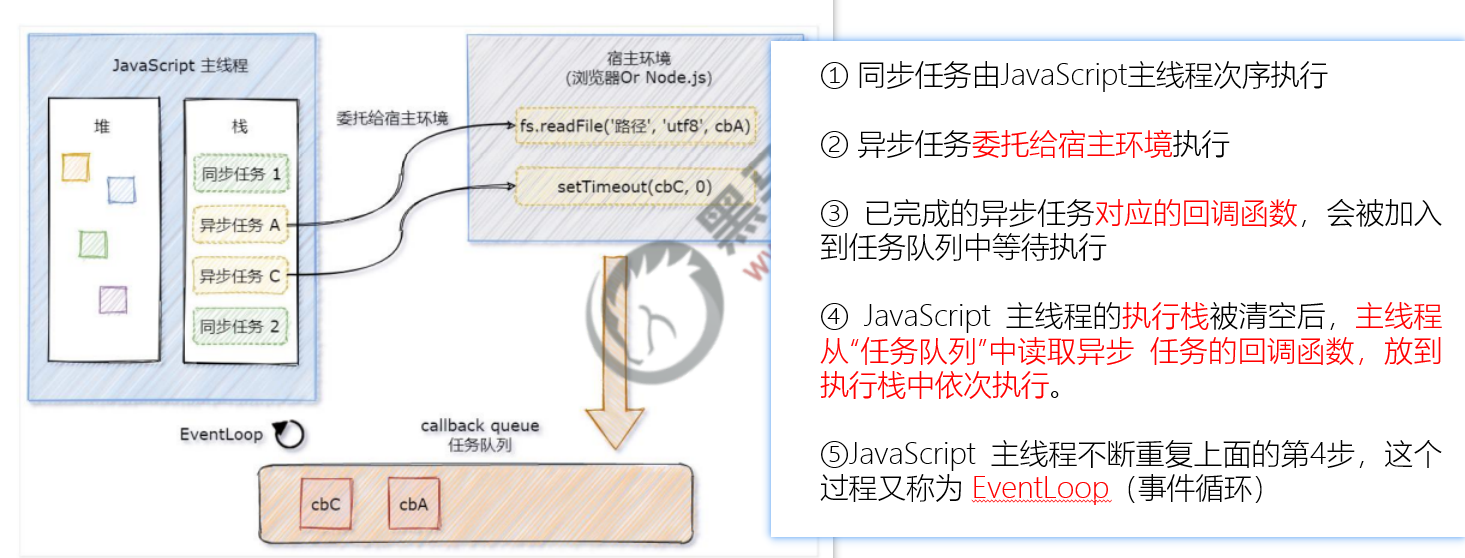 JavaScript 主线程
堆
栈
同步任务 1
异步任务 A
异步任务 C
同步任务 2
委托给宿主环境
宿主环境
(浏览器Or Node.js)
fs.readFile('路径', 'utf8', cbA)
setTimeout(cbC, 0)
EventLoop
callback queue
任务队列
cbC
cbA
① 同步任务由JavaScript主线程次序执行
② 异步任务委托给宿主环境执行
③ 已完成的异步任务对应的回调函数，会被加入
到任务队列中等待执行
④ JavaScript 主线程的执行栈被清空后，主线程
从“任务队列”中读取异步 任务的回调函数，放到
执行栈中依次执行。
⑤JavaScript 主线程不断重复上面的第4步，这个
过程又称为 EventLoop（事件循环）